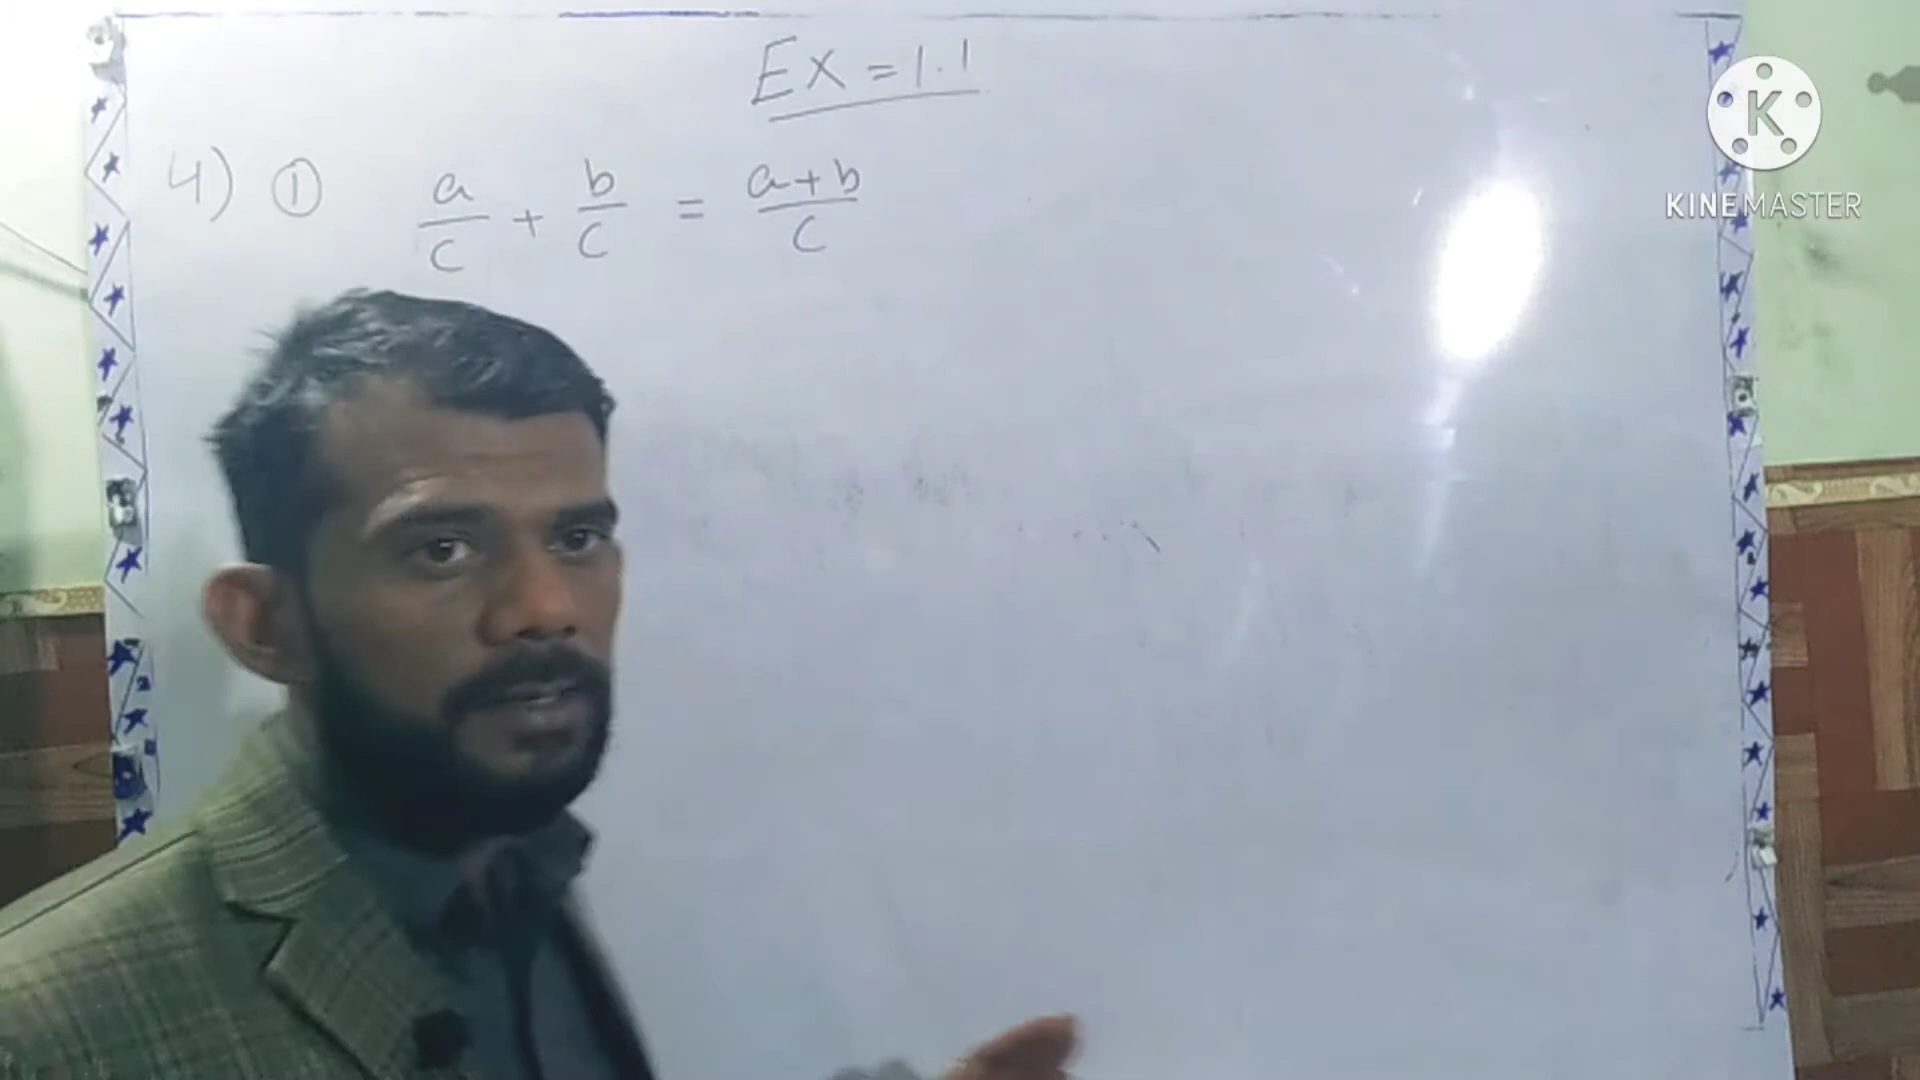 Ex = 1.1
4) ① a/c + b/c = a+b/c
K
KINEMASTER